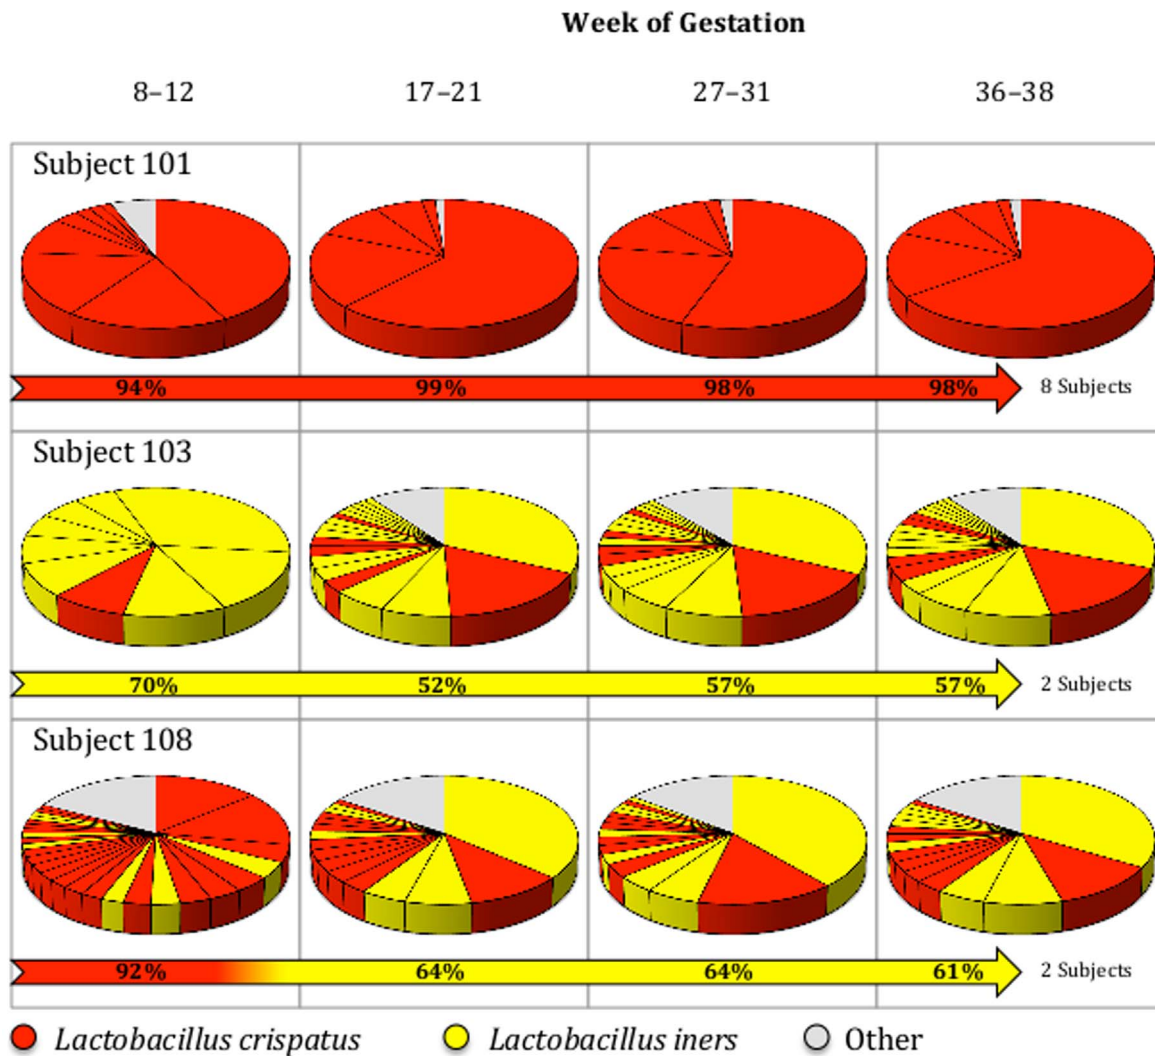 Week of Gestation
8–12 17–21 27–31 36–38
Subject 101
94% 99% 98% 98% 8 Subjects
Subject 103
70% 52% 57% 57% 2 Subjects
Subject 108
92% 64% 64% 61% 2 Subjects
Lactobacillus crispatus Lactobacillus iners Other